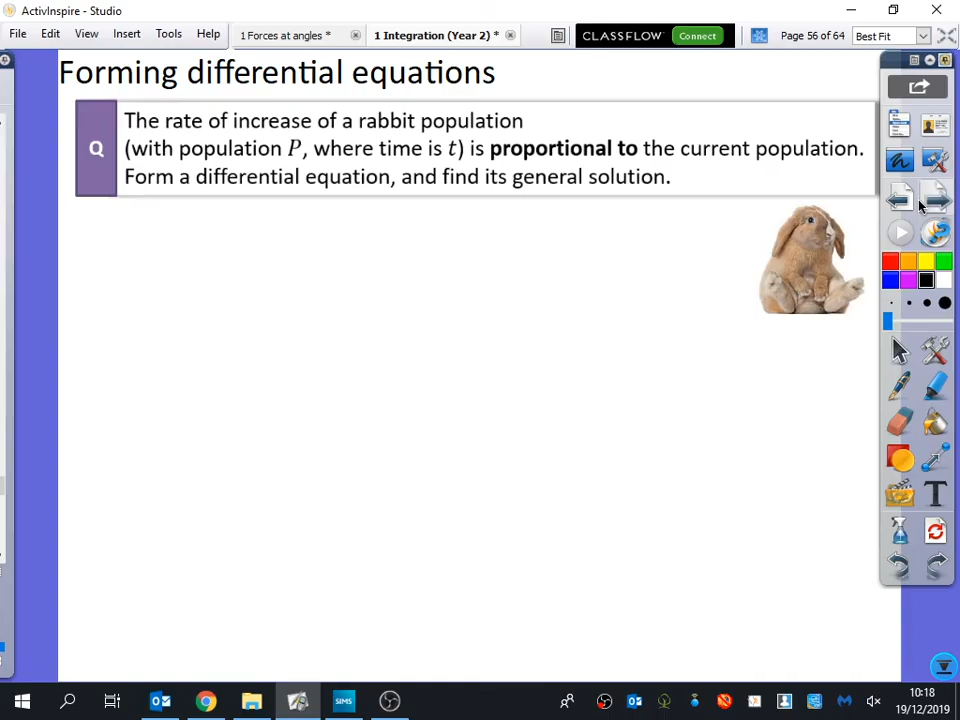 ActivInspire - Studio
File Edit View Insert Tools Help
1 Forces at angles *
1 Integration (Year 2) *
CLASSFLOW Connect
Page 56 of 64
Best Fit
Forming differential equations
Q
The rate of increase of a rabbit population
(with population P, where time is t) is proportional to the current population.
Form a differential equation, and find its general solution.
T
SIMS
10:18
19/12/2019